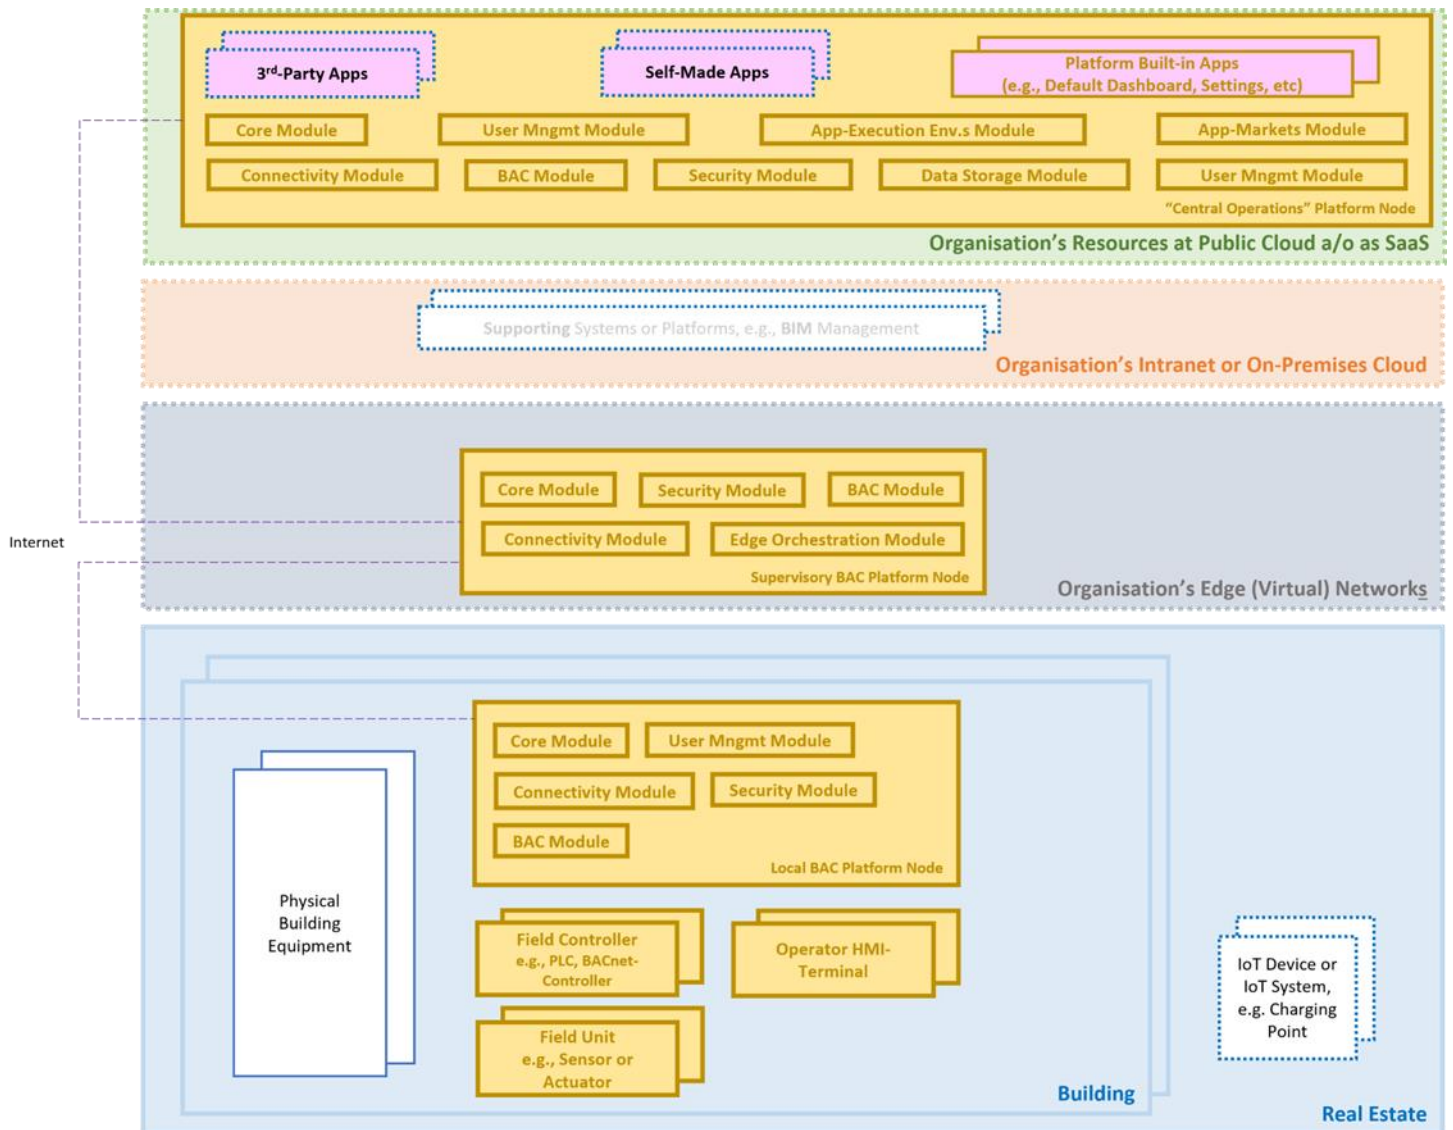 3rd-Party Apps
Self-Made Apps
Platform Built-in Apps
(e.g., Default Dashboard, Settings, etc)
Core Module
User Mngmt Module
App-Execution Env.s Module
App-Markets Module
Connectivity Module
BAC Module
Security Module
Data Storage Module
User Mngmt Module
“Central Operations” Platform Node
Organisation’s Resources at Public Cloud a/o as SaaS
Supporting Systems or Platforms, e.g., BIM Management
Organisation’s Intranet or On-Premises Cloud
Internet
Core Module
Security Module
BAC Module
Connectivity Module
Edge Orchestration Module
Supervisory BAC Platform Node
Organisation’s Edge (Virtual) Networks
Core Module
User Mngmt Module
Connectivity Module
Security Module
BAC Module
Local BAC Platform Node
Physical
Building
Equipment
Field Controller
e.g., PLC, BACnet-
Controller
Operator HMI-
Terminal
Field Unit
e.g., Sensor or
Actuator
IoT Device or
IoT System,
e.g. Charging
Point
Building
Real Estate